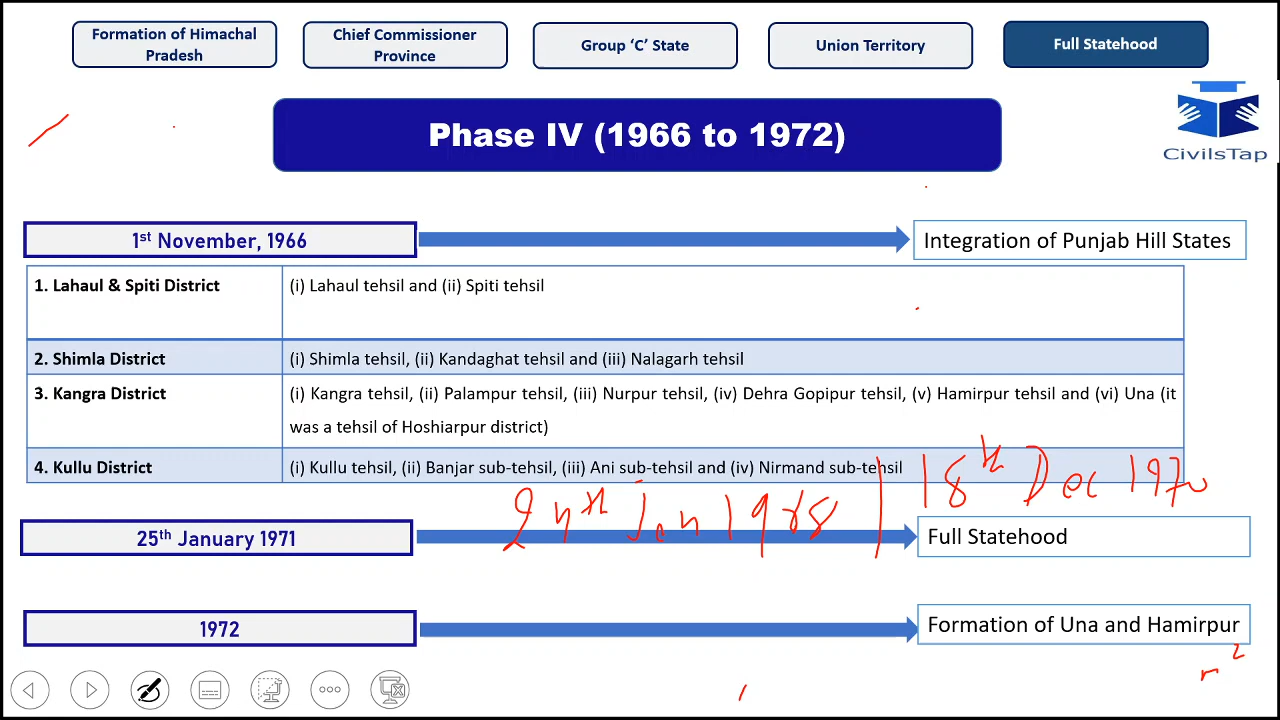 Formation of Himachal Pradesh
Chief Commissioner Province
Group ‘C’ State
Union Territory
Full Statehood
CivilsTap
Phase IV (1966 to 1972)
1st November, 1966
Integration of Punjab Hill States
1. Lahaul & Spiti District (i) Lahaul tehsil and (ii) Spiti tehsil
2. Shimla District (i) Shimla tehsil, (ii) Kandaghat tehsil and (iii) Nalagarh tehsil
3. Kangra District (i) Kangra tehsil, (ii) Palampur tehsil, (iii) Nurpur tehsil, (iv) Dehra Gopipur tehsil, (v) Hamirpur tehsil and (vi) Una (it
was a tehsil of Hoshiarpur district)
4. Kullu District (i) Kullu tehsil, (ii) Banjar sub-tehsil, (iii) Ani sub-tehsil and (iv) Nirmand sub-tehsil
24th Jan 1968 | 18th Dec 1970
25th January 1971
Full Statehood
1972
Formation of Una and Hamirpur